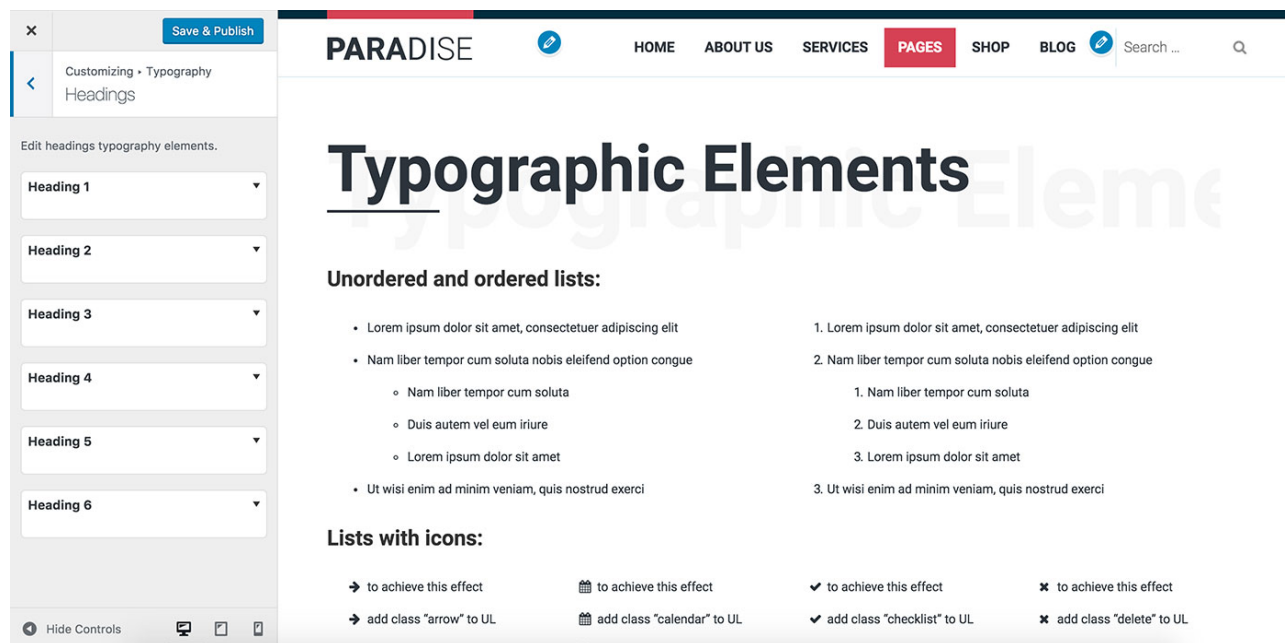 Save & Publish
Customizing ▸ Typography
Headings
Edit headings typography elements.
Heading 1
Heading 2
Heading 3
Heading 4
Heading 5
Heading 6
Hide Controls
PARADISE
HOME ABOUT US SERVICES PAGES SHOP BLOG Search ...
Typographic Elements
Typographic Eleme
Unordered and ordered lists:
• Lorem ipsum dolor sit amet, consectetuer adipiscing elit
• Nam liber tempor cum soluta nobis eleifend option congue
◦ Nam liber tempor cum soluta
◦ Duis autem vel eum iriure
◦ Lorem ipsum dolor sit amet
• Ut wisi enim ad minim veniam, quis nostrud exerci
1. Lorem ipsum dolor sit amet, consectetuer adipiscing elit
2. Nam liber tempor cum soluta nobis eleifend option congue
1. Nam liber tempor cum soluta
2. Duis autem vel eum iriure
3. Lorem ipsum dolor sit amet
3. Ut wisi enim ad minim veniam, quis nostrud exerci
Lists with icons:
to achieve this effect
add class “arrow” to UL
to achieve this effect
add class “calendar” to UL
to achieve this effect
add class “checklist” to UL
to achieve this effect
add class “delete” to UL